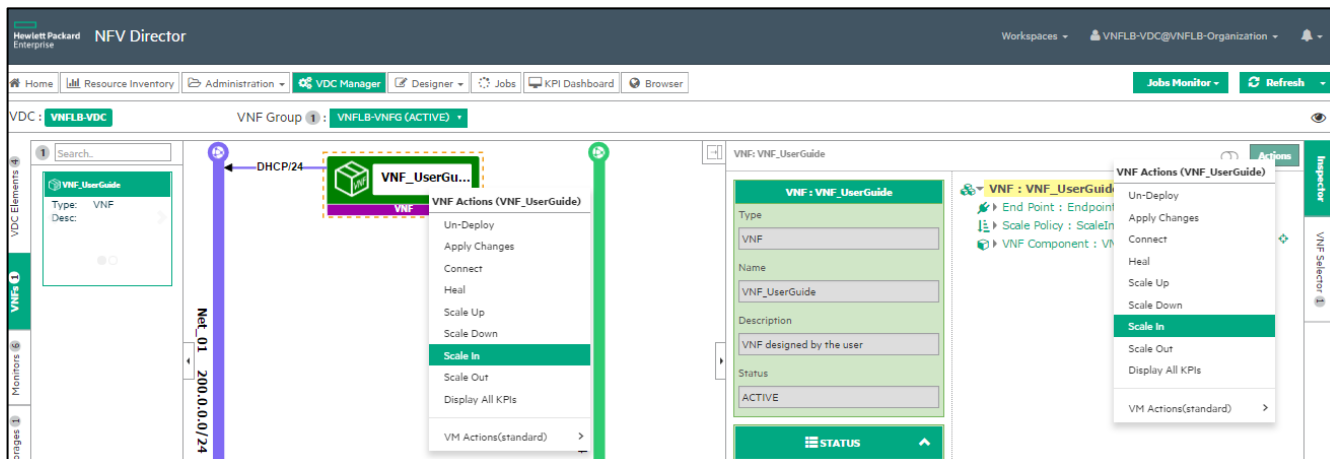 Hewlett Packard
Enterprise
NFV Director
Workspaces
VNFLB-VDC@VNFLB-Organization
Home
Resource Inventory
Administration
VDC Manager
Designer
Jobs
KPI Dashboard
Browser
Jobs Monitor
Refresh
VDC : VNFLB-VDC
VNF Group 1 : VNFLB-VNFG (ACTIVE)
VDC Elements 4
VNFs 1
Monitors 6
orages 1
1 Search..
VNF_UserGuide
Type: VNF
Desc:
DHCP/24
VNF
VNF_UserGu...
VNF
Net_01 200.0.0.0/24
VNF Actions (VNF_UserGuide)
Un-Deploy
Apply Changes
Connect
Heal
Scale Up
Scale Down
Scale In
Scale Out
Display All KPIs
VM Actions(standard) >
VNF: VNF_UserGuide
Actions
VNF : VNF_UserGuide
Type
VNF
Name
VNF_UserGuide
Description
VNF designed by the user
Status
ACTIVE
STATUS
VNF : VNF_UserGuid
End Point : Endpoint
Scale Policy : ScaleIn
VNF Component : VN
VNF Actions (VNF_UserGuide)
Un-Deploy
Apply Changes
Connect
Heal
Scale Up
Scale Down
Scale In
Scale Out
Display All KPIs
VM Actions(standard) >
Inspector
VNF Selector 1